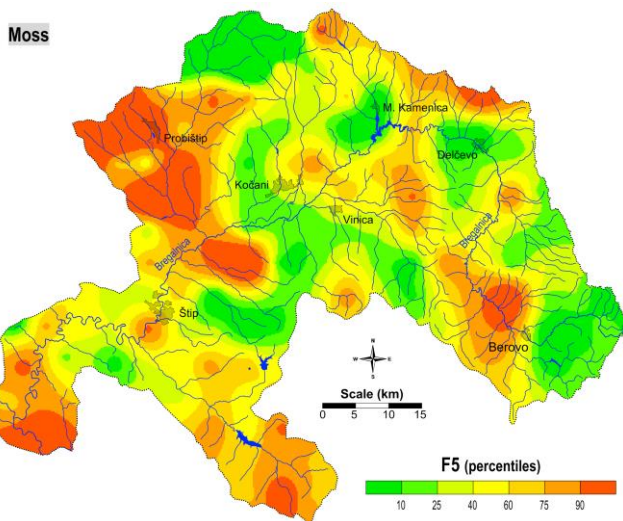 Moss
M. Kamenica
Probištip
Delčevo
Kočani
Vinica
Bregalnica
Bregalnica
Štip
Berovo
N
W E
S
Scale (km)
0 5 10 15
F5 (percentiles)
10 25 40 60 75 90